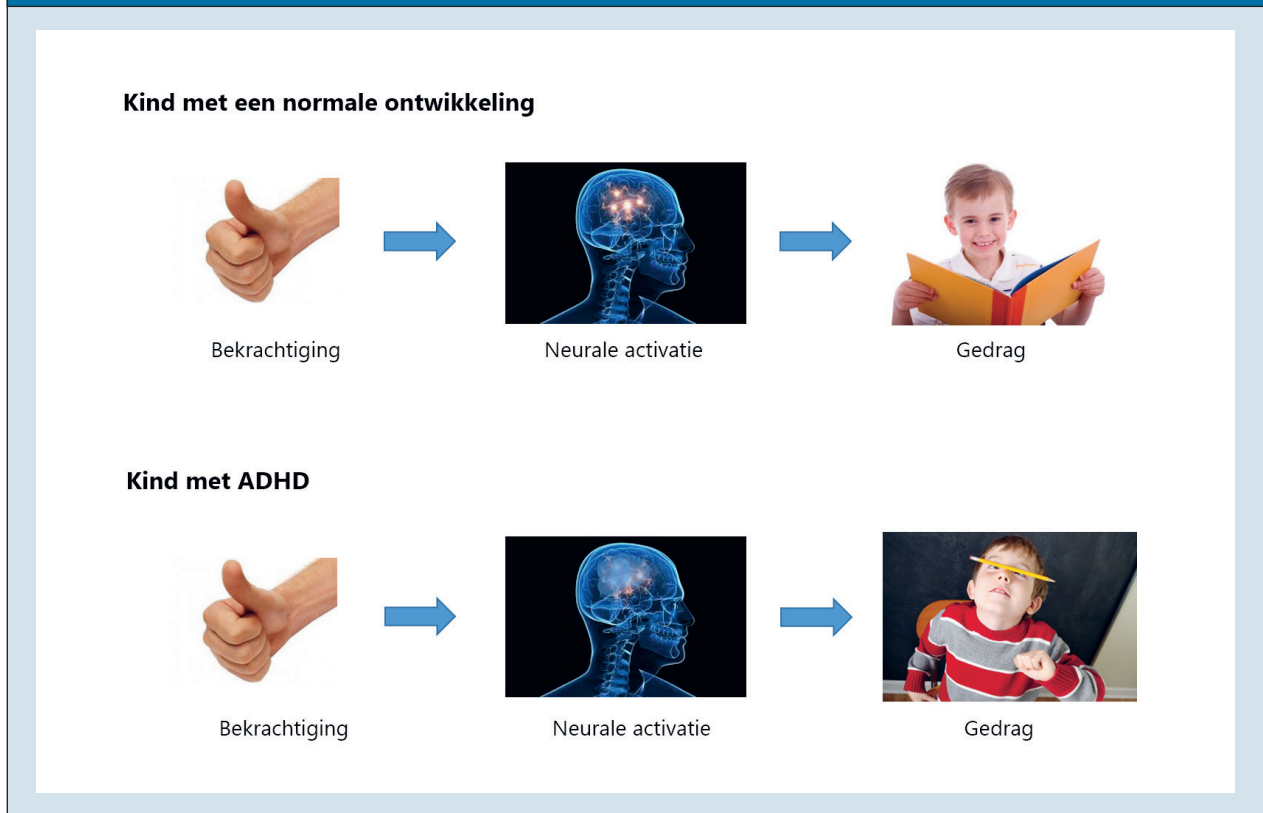 Kind met een normale ontwikkeling
Bekrachtiging
Neurale activatie
Gedrag
Kind met ADHD
Bekrachtiging
Neurale activatie
Gedrag